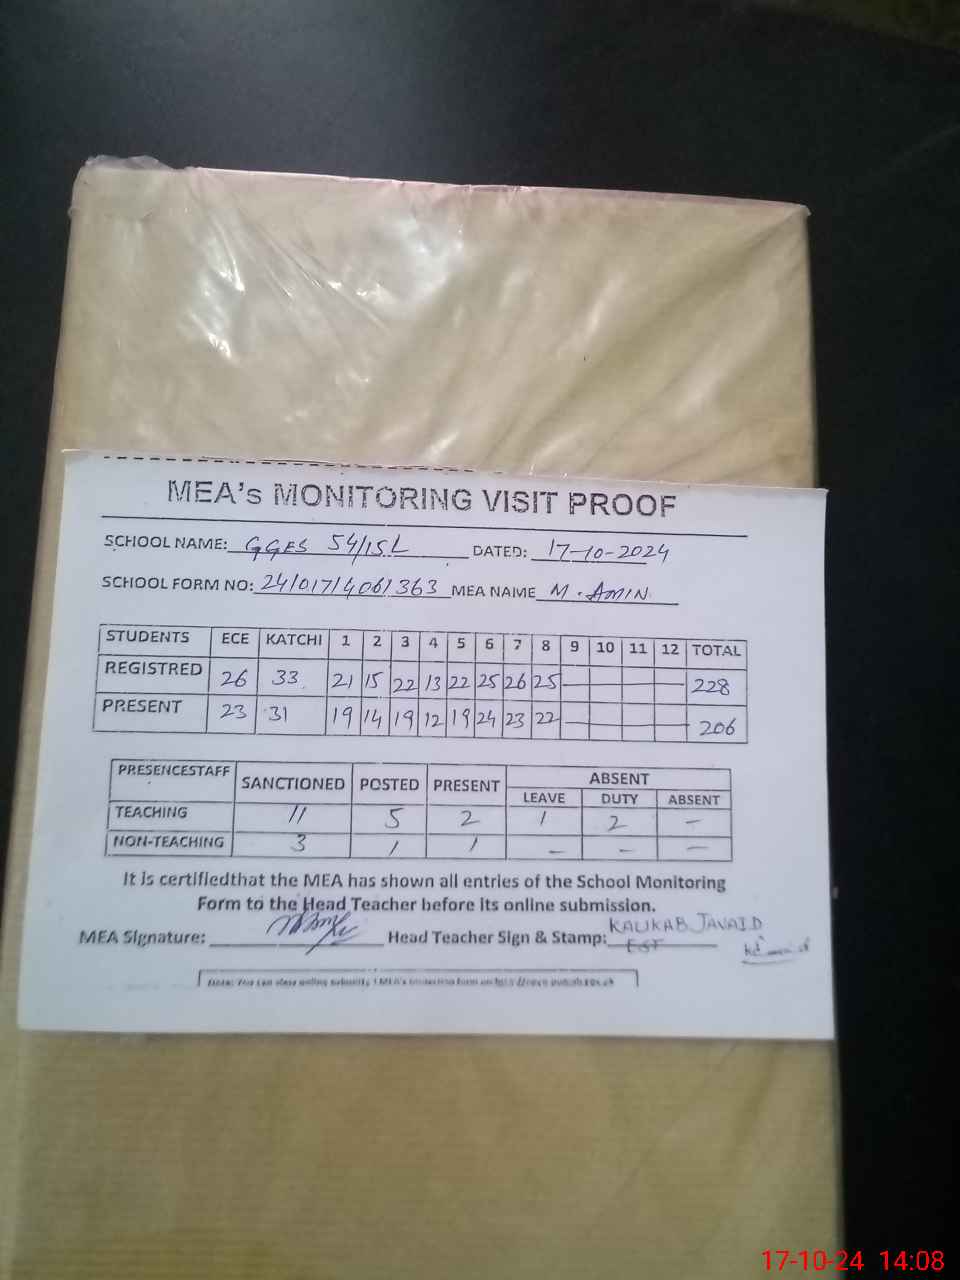 MEA's MONITORING VISIT PROOF
SCHOOL NAME: GGES 54/15L DATED: 17-10-2024
SCHOOL FORM NO: 24/017/406/363 MEA NAME M. AMIN
STUDENTS ECE KATCHI 1 2 3 4 5 6 7 8 9 10 11 12 TOTAL
REGISTRED 26 33 21 15 22 13 22 25 26 25 228
PRESENT 23 31 19 14 19 12 19 24 23 22 206
PRESENCESTAFF SANCTIONED POSTED PRESENT ABSENT
LEAVE DUTY ABSENT
TEACHING 11 5 2 1 2 -
NON-TEACHING 3 1 1 - - -
It is certifiedthat the MEA has shown all entries of the School Monitoring
Form to the Head Teacher before its online submission.
MEA Signature: Head Teacher Sign & Stamp: KAUKAB JAVAID
EST
17-10-24 14:08